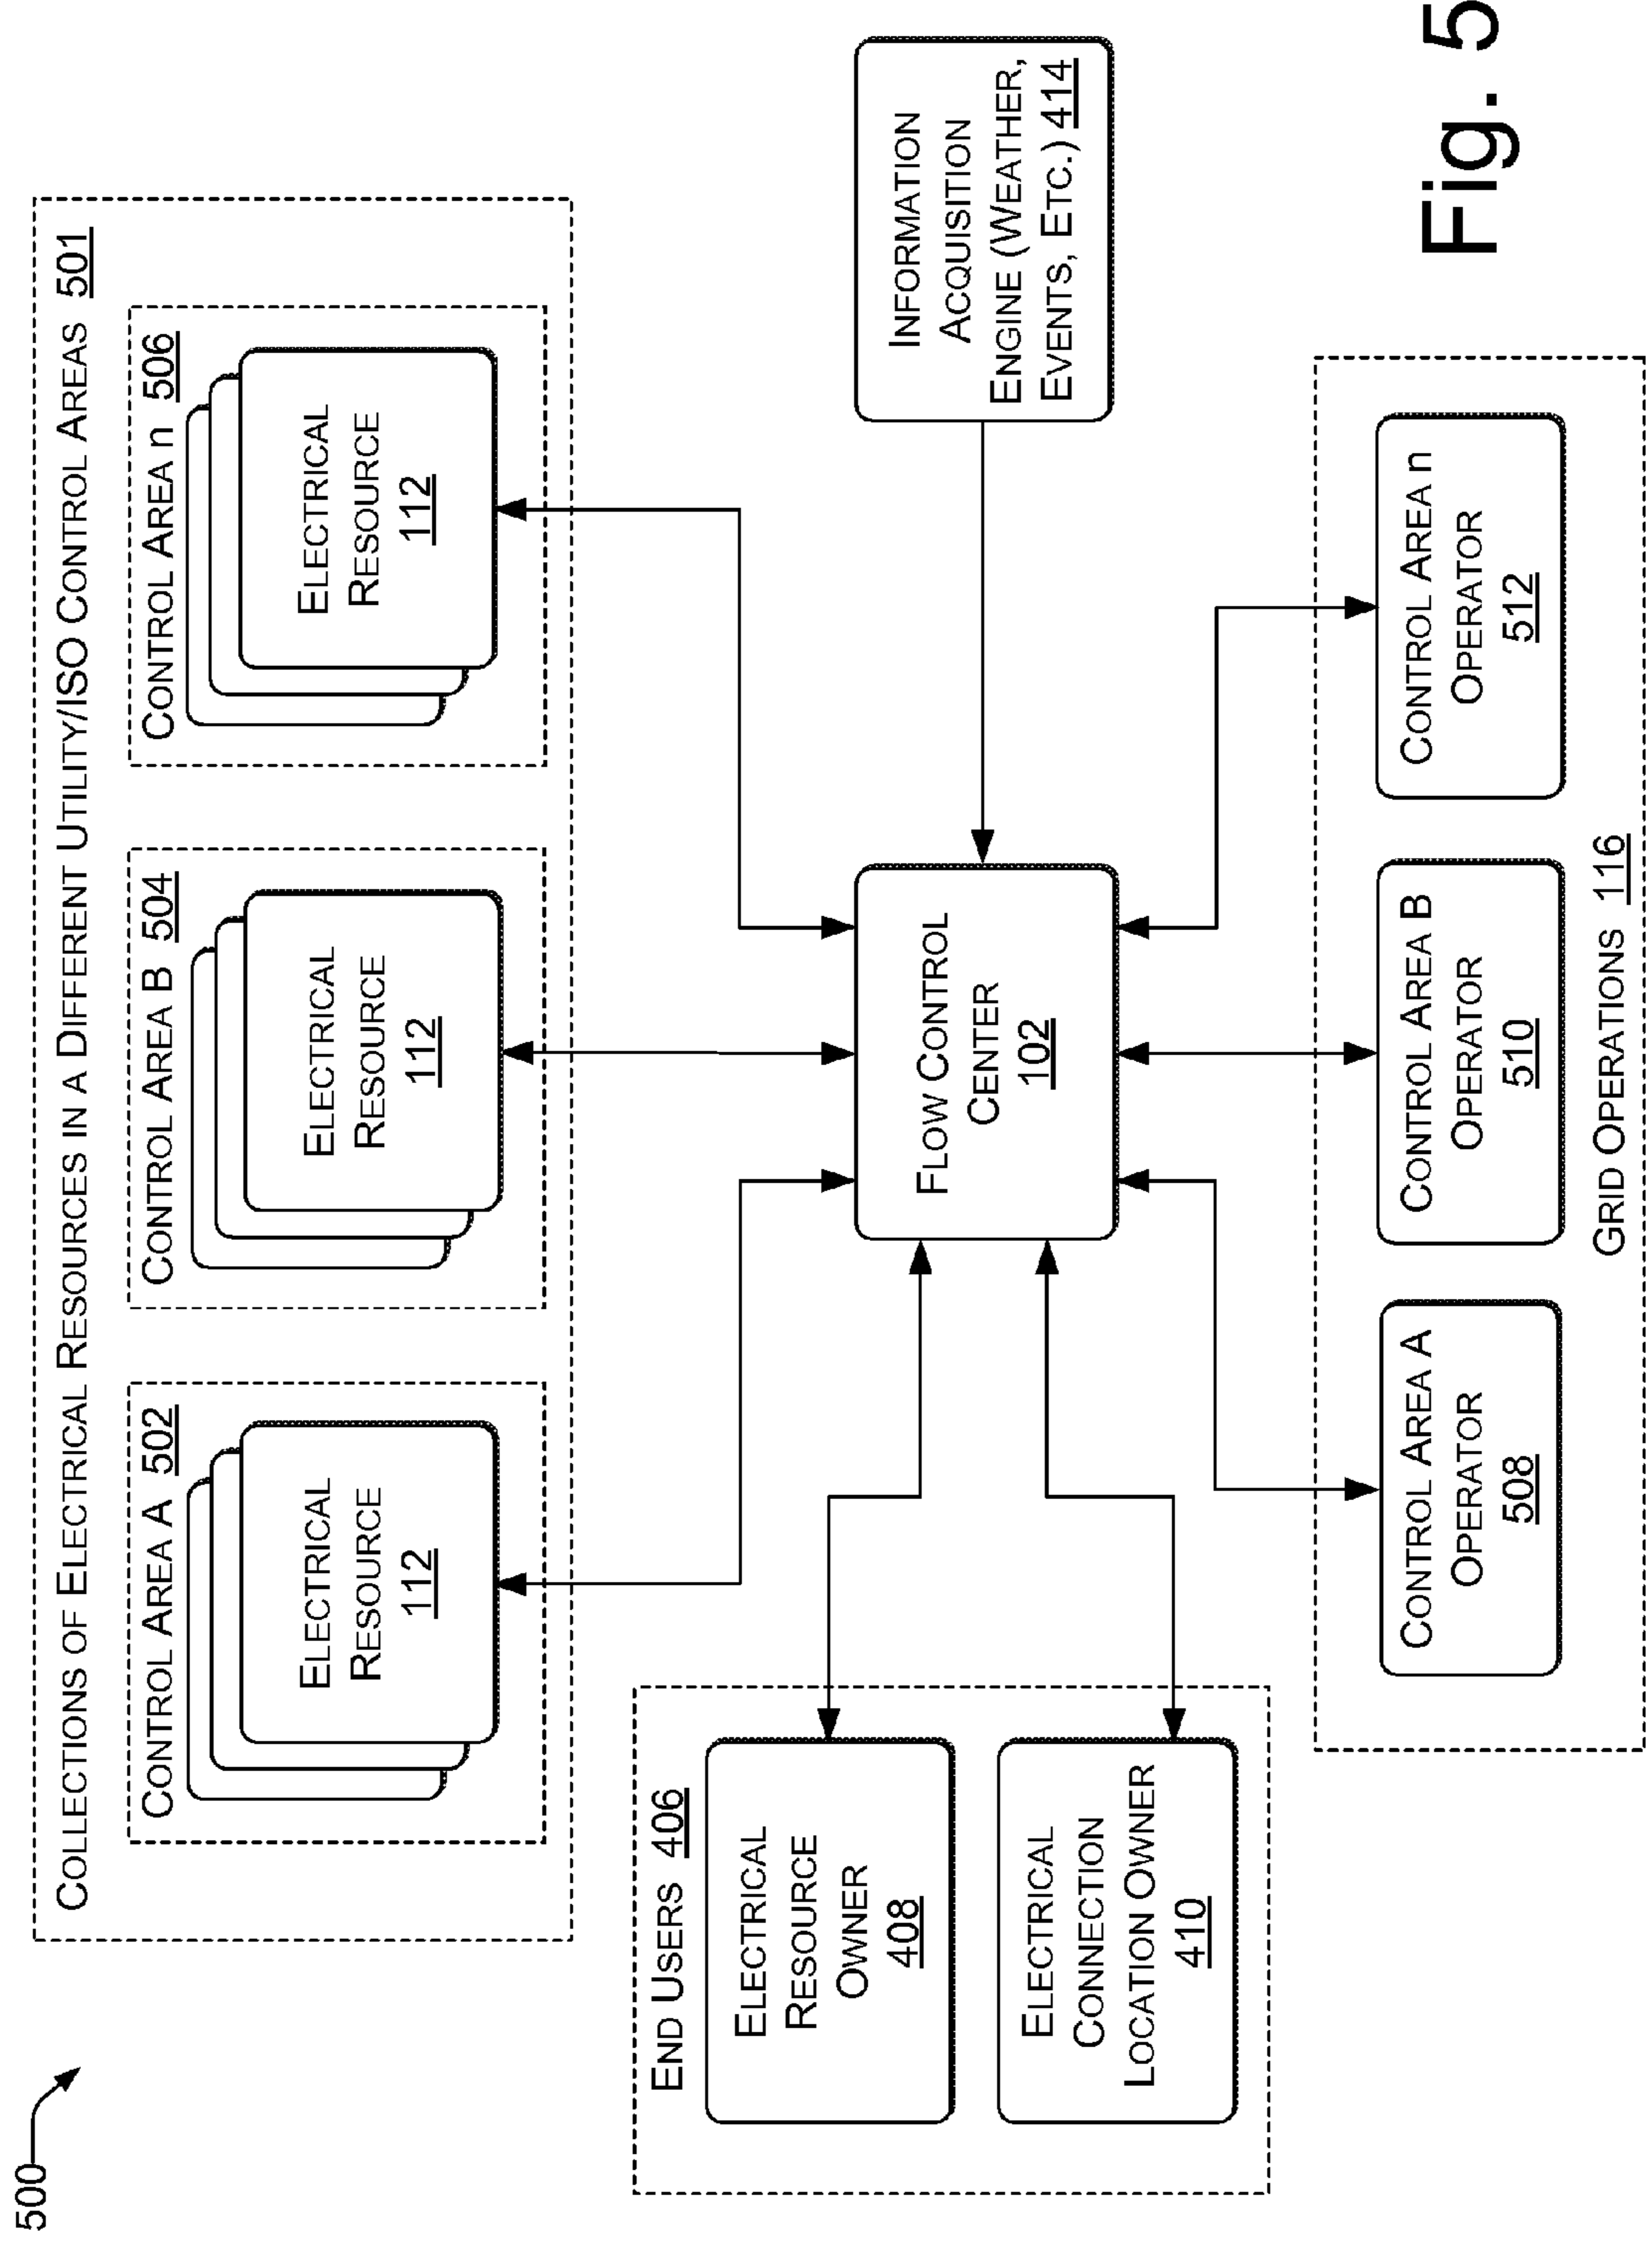 500
COLLECTIONS OF ELECTRICAL RESOURCES IN A DIFFERENT UTILITY/ISO CONTROL AREAS 501
CONTROL AREA A 502
ELECTRICAL
RESOURCE
112
CONTROL AREA B 504
ELECTRICAL
RESOURCE
112
CONTROL AREA n 506
ELECTRICAL
RESOURCE
112
END USERS 406
ELECTRICAL
RESOURCE
OWNER
408
ELECTRICAL
CONNECTION
LOCATION OWNER
410
FLOW CONTROL
CENTER
102
INFORMATION
ACQUISITION
ENGINE (WEATHER,
EVENTS, ETC.) 414
CONTROL AREA A
OPERATOR
508
CONTROL AREA B
OPERATOR
510
CONTROL AREA n
OPERATOR
512
GRID OPERATIONS 116
Fig. 5